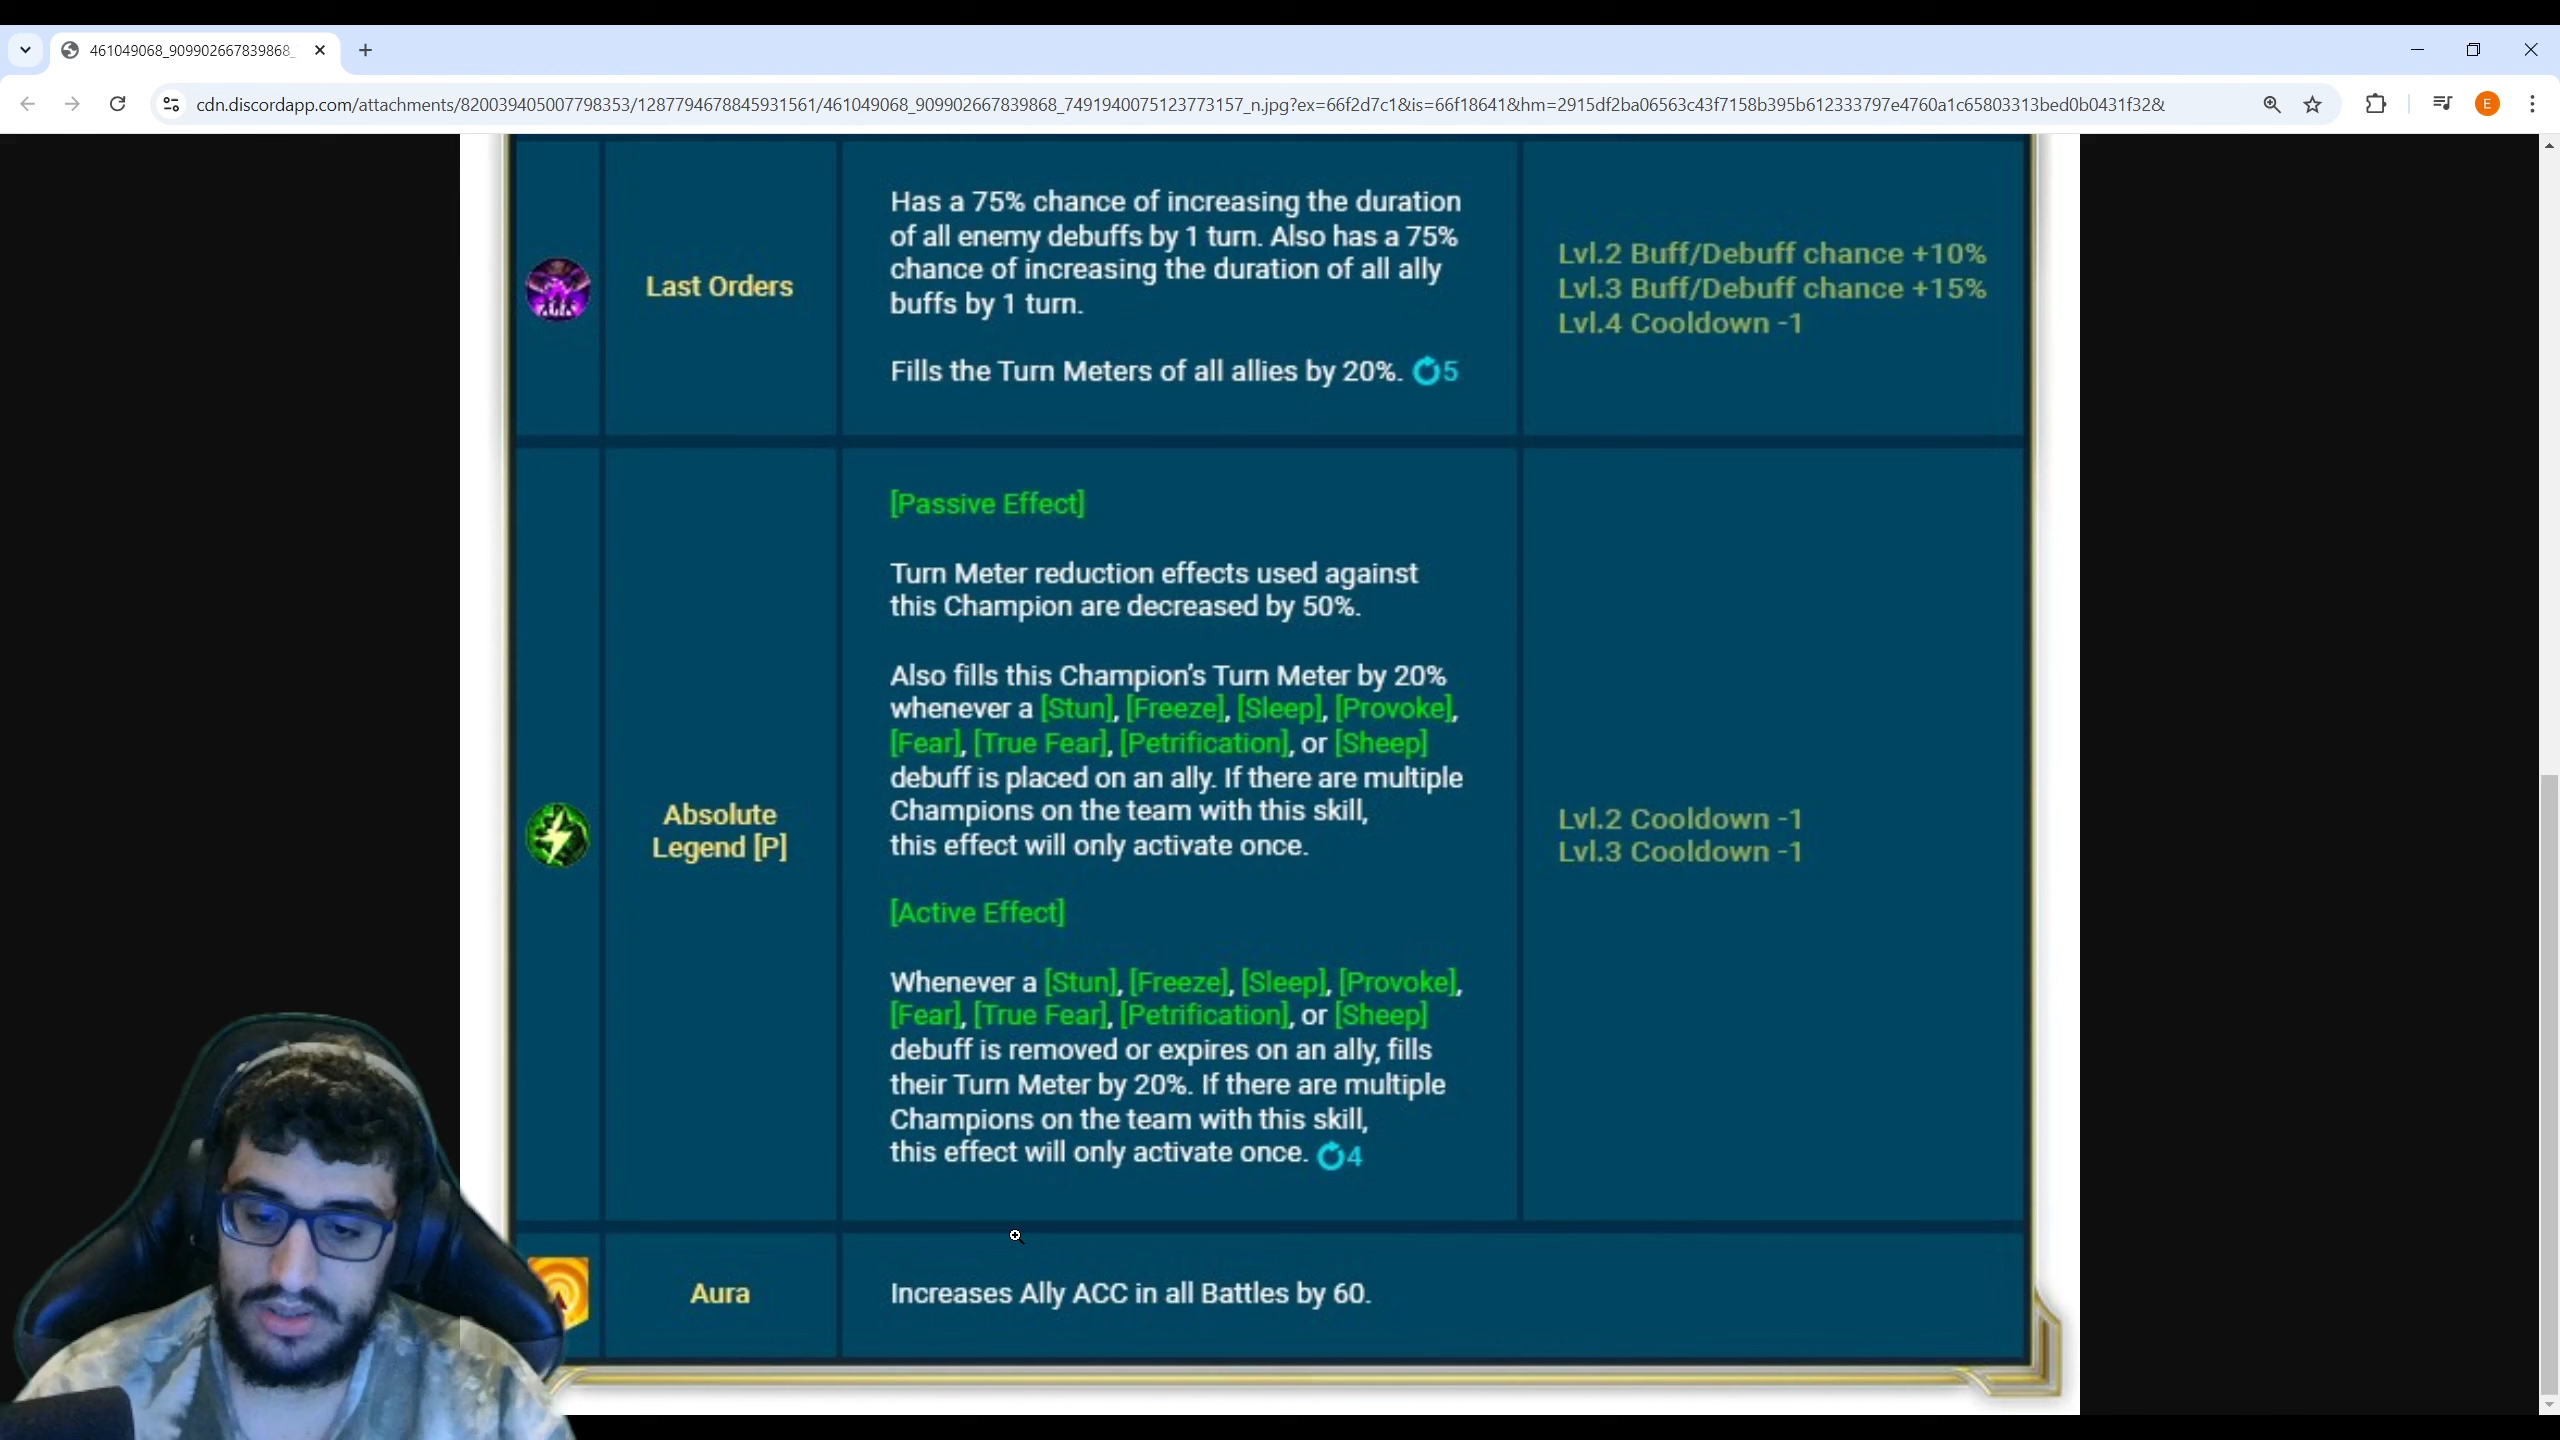 461049068_909902667839868_
cdn.discordapp.com/attachments/820039405007798353/1287794678845931561/461049068_909902667839868_7491940075123773157_n.jpg?ex=66f2d7c1&is=66f18641&hm=2915df2ba06563c43f7158b395b612333797e4760a1c65803313bed0b0431f32&
E
Last Orders
Has a 75% chance of increasing the duration
of all enemy debuffs by 1 turn. Also has a 75%
chance of increasing the duration of all ally
buffs by 1 turn.
Fills the Turn Meters of all allies by 20%. 5
Lvl.2 Buff/Debuff chance +10%
Lvl.3 Buff/Debuff chance +15%
Lvl.4 Cooldown -1
Absolute
Legend [P]
[Passive Effect]
Turn Meter reduction effects used against
this Champion are decreased by 50%.
Also fills this Champion's Turn Meter by 20%
whenever a [Stun], [Freeze], [Sleep], [Provoke],
[Fear], [True Fear], [Petrification], or [Sheep]
debuff is placed on an ally. If there are multiple
Champions on the team with this skill,
this effect will only activate once.
[Active Effect]
Whenever a [Stun], [Freeze], [Sleep], [Provoke],
[Fear], [True Fear], [Petrification], or [Sheep]
debuff is removed or expires on an ally, fills
their Turn Meter by 20%. If there are multiple
Champions on the team with this skill,
this effect will only activate once. 4
Lvl.2 Cooldown -1
Lvl.3 Cooldown -1
Aura
Increases Ally ACC in all Battles by 60.